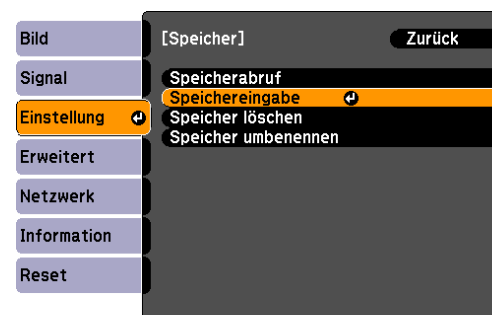 Bild
Signal
Einstellung
Erweitert
Netzwerk
Information
Reset
[Speicher]
Zurück
Speicherabruf
Speichereingabe
Speicher löschen
Speicher umbenennen